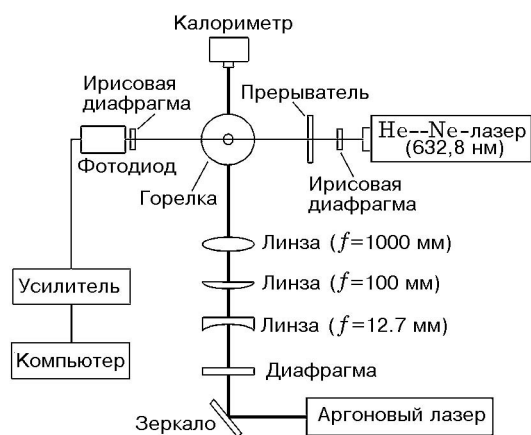 Калориметр
Ирисовая
диафрагма
Прерыватель
He--Ne-лазер
(632,8 нм)
Фотодиод
Горелка
Ирисовая
диафрагма
Линза (f=1000 мм)
Линза (f=100 мм)
Усилитель
Линза (f=12.7 мм)
Компьютер
Диафрагма
Зеркало
Аргоновый лазер